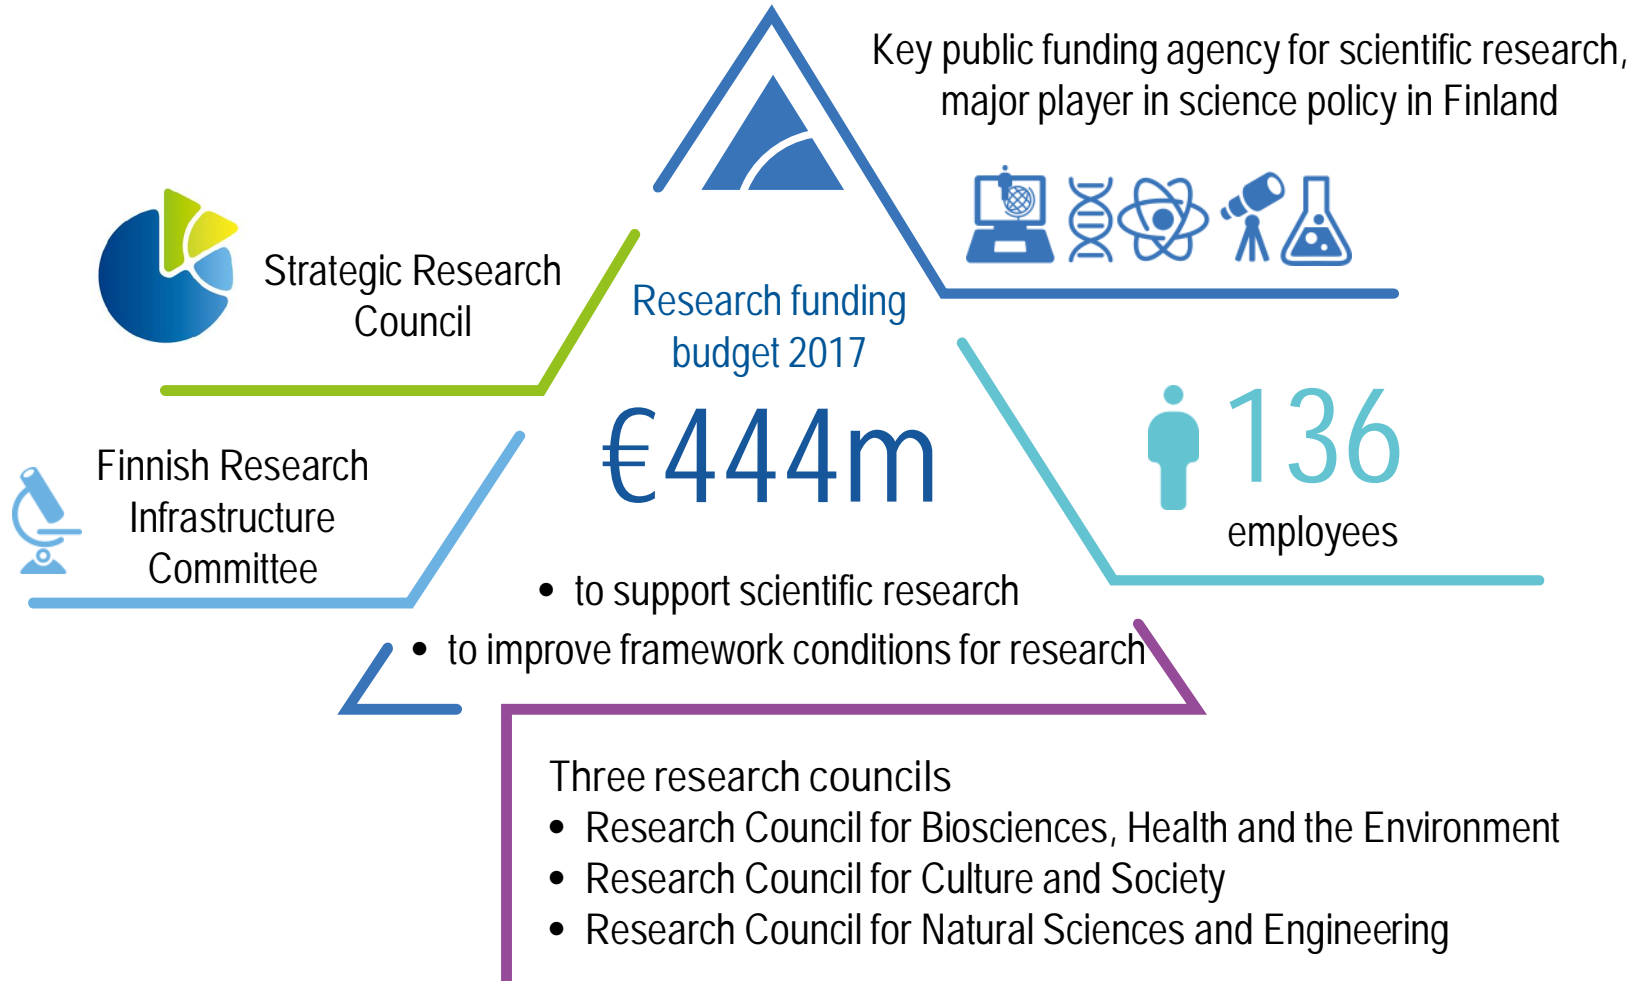 Key public funding agency for scientific research,
major player in science policy in Finland
Strategic Research
Council
Research funding
budget 2017
€444m
136
employees
Finnish Research
Infrastructure
Committee
• to support scientific research
• to improve framework conditions for research
Three research councils
• Research Council for Biosciences, Health and the Environment
• Research Council for Culture and Society
• Research Council for Natural Sciences and Engineering